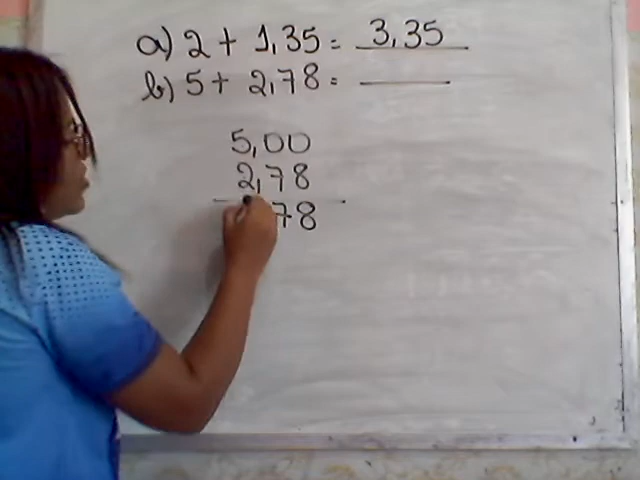 a) 2 + 1,35 = 3,35
b) 5 + 2,78 =
5,00
2,78
78